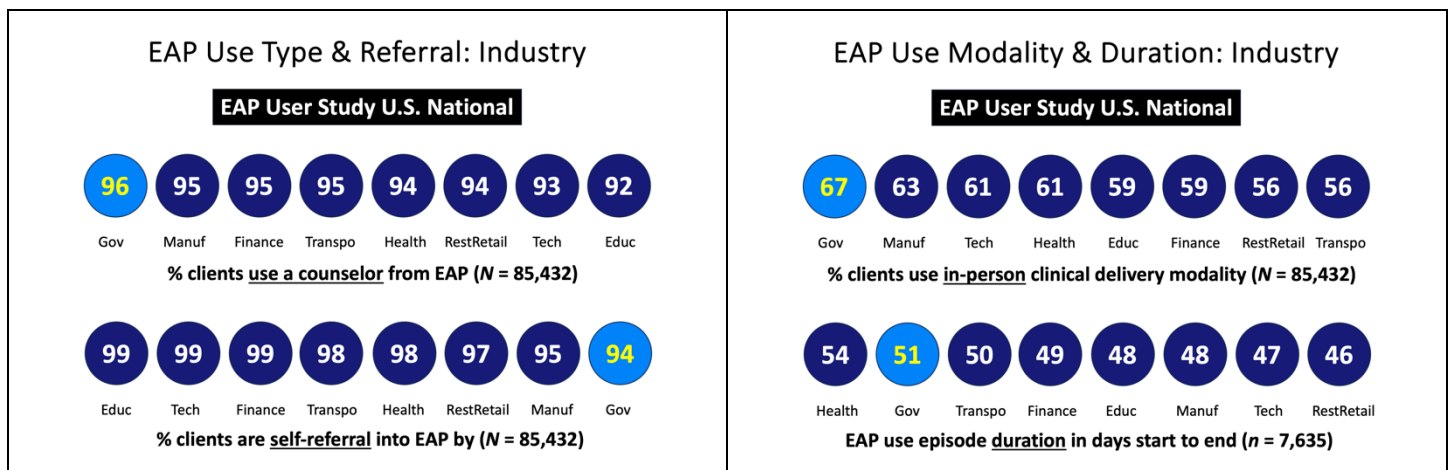 EAP Use Type & Referral: Industry
EAP User Study U.S. National
96 95 95 95 94 94 93 92
Gov Manuf Finance Transpo Health RestRetail Tech Educ
% clients use a counselor from EAP (N = 85,432)
99 99 99 98 98 97 95 94
Educ Tech Finance Transpo Health RestRetail Manuf Gov
% clients are self-referral into EAP by (N = 85,432)
EAP Use Modality & Duration: Industry
EAP User Study U.S. National
67 63 61 61 59 59 56 56
Gov Manuf Tech Health Educ Finance RestRetail Transpo
% clients use in-person clinical delivery modality (N = 85,432)
54 51 50 49 48 48 47 46
Health Gov Transpo Finance Educ Manuf Tech RestRetail
EAP use episode duration in days start to end (n = 7,635)